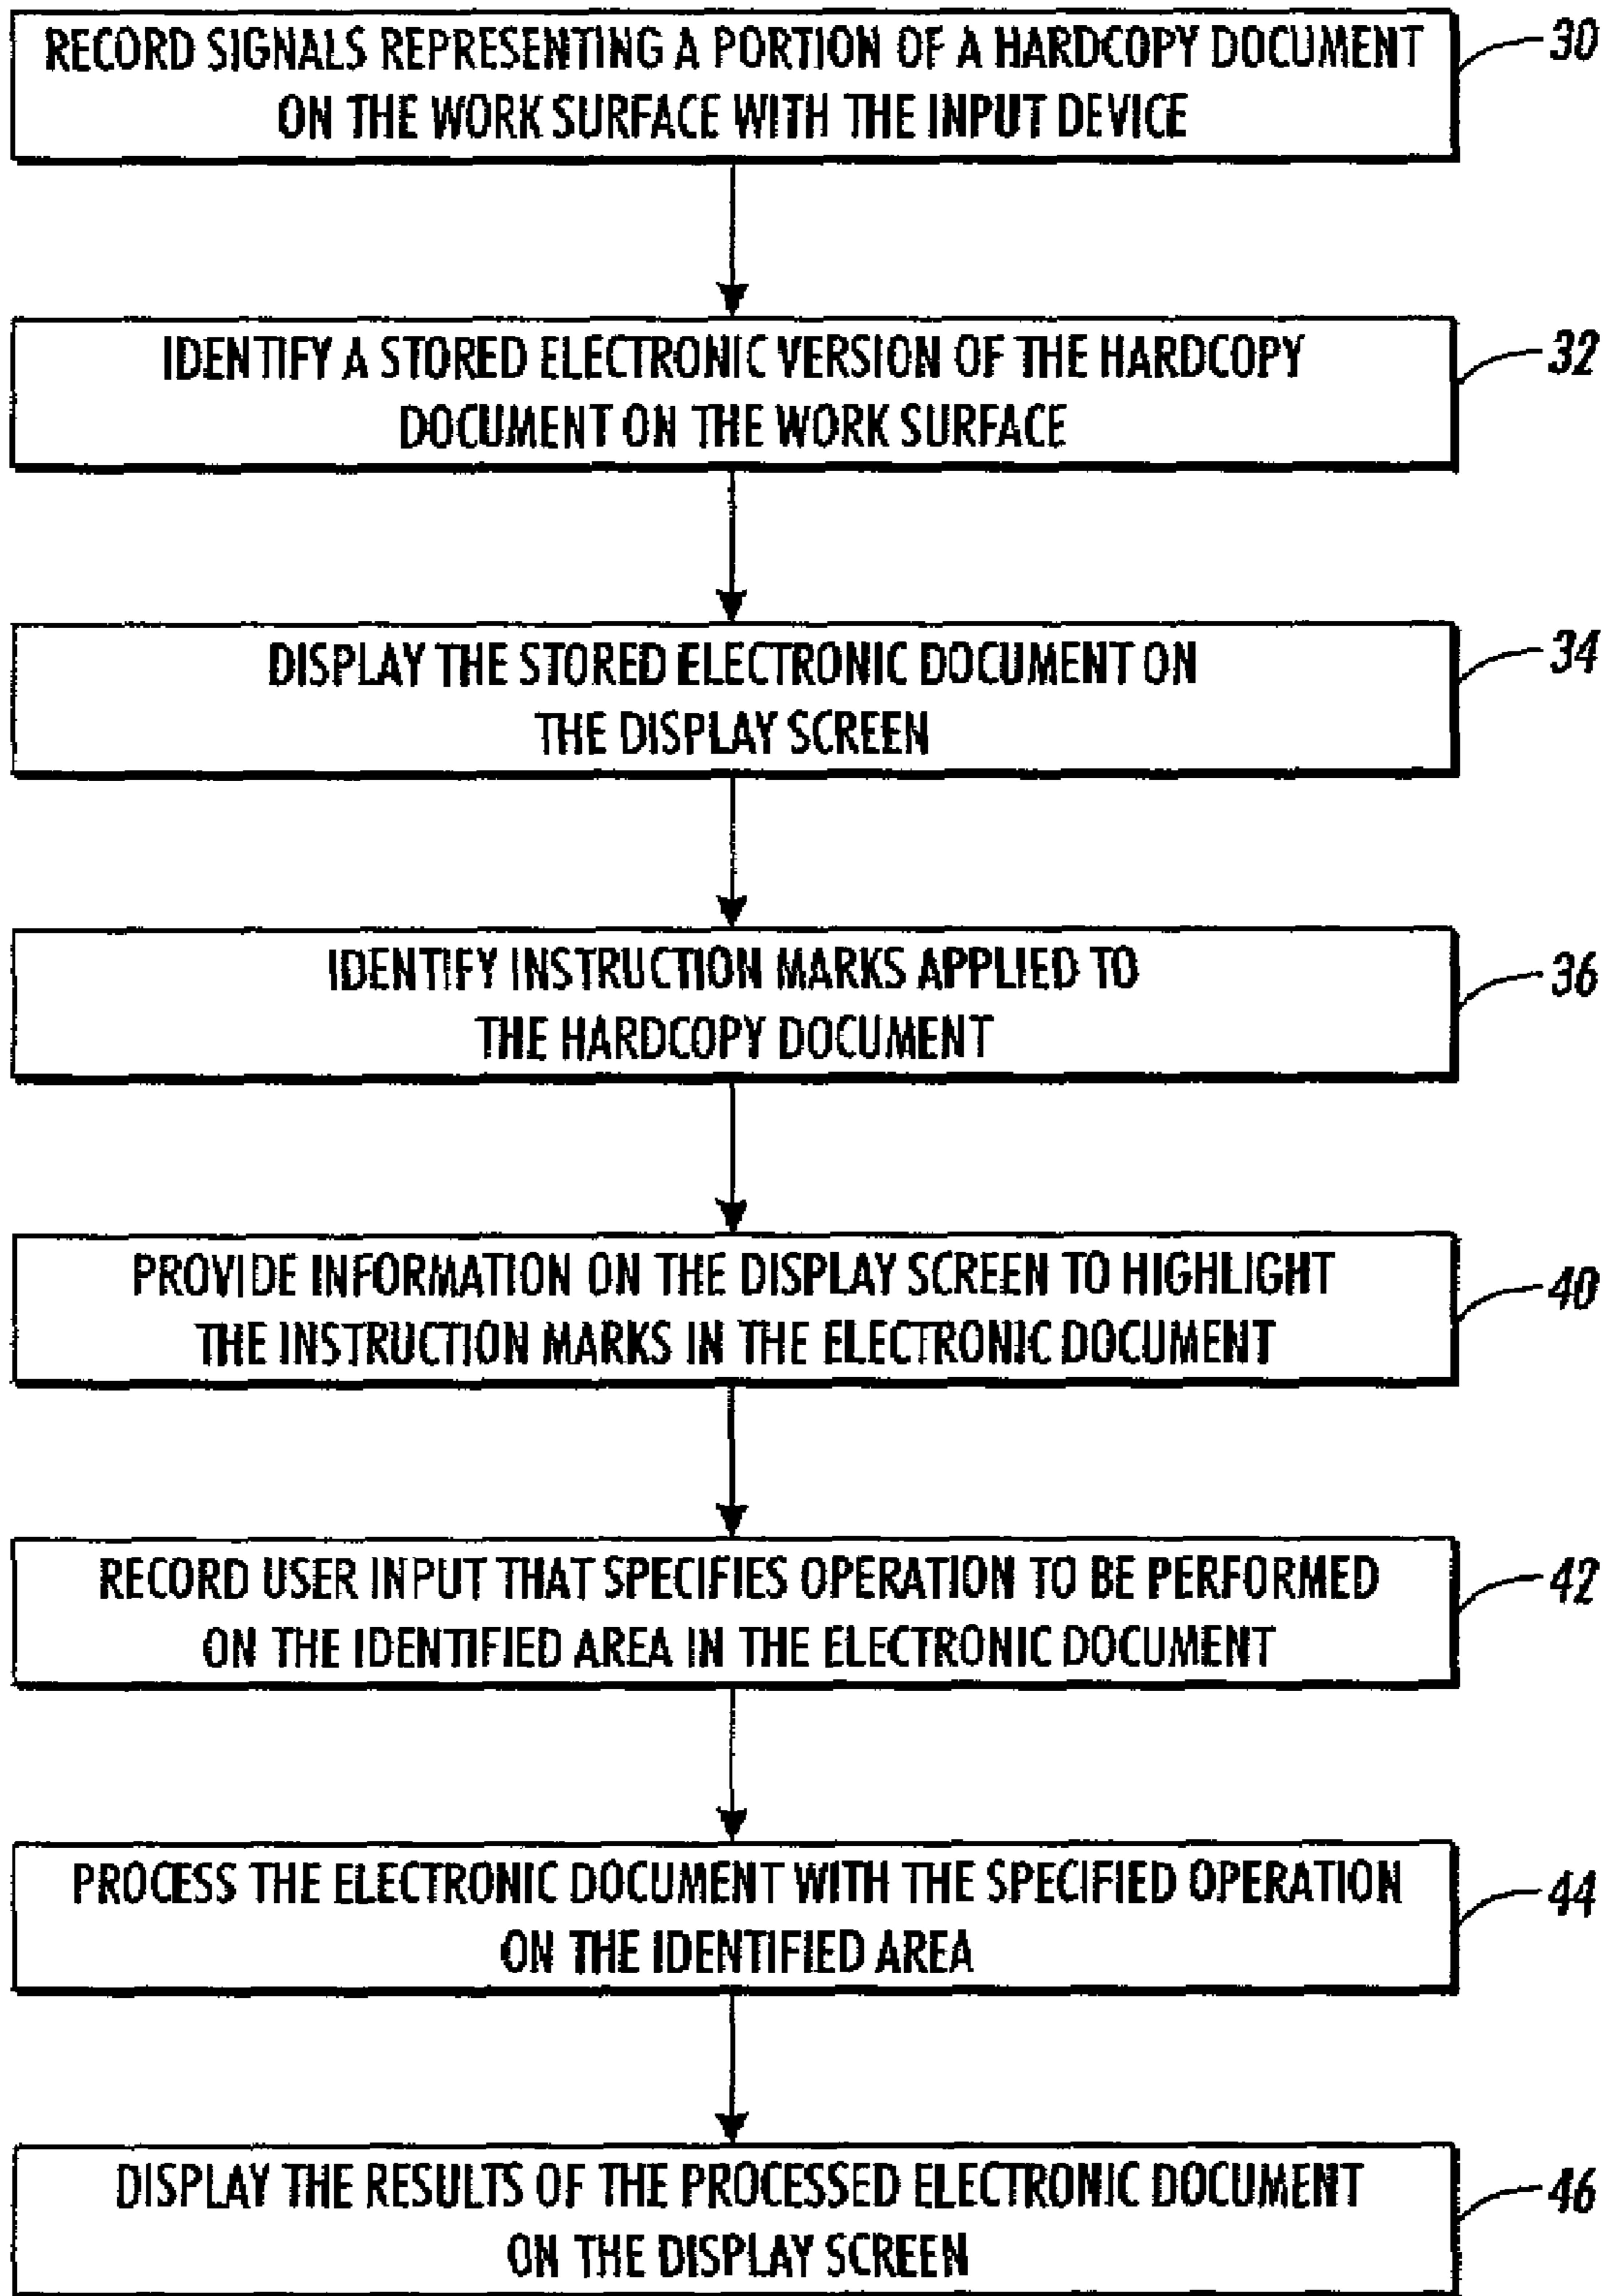 RECORD SIGNALS REPRESENTING A PORTION OF A HARDCOPY DOCUMENT
ON THE WORK SURFACE WITH THE INPUT DEVICE
30
IDENTIFY A STORED ELECTRONIC VERSION OF THE HARDCOPY
DOCUMENT ON THE WORK SURFACE
32
DISPLAY THE STORED ELECTRONIC DOCUMENT ON
THE DISPLAY SCREEN
34
IDENTIFY INSTRUCTION MARKS APPLIED TO
THE HARDCOPY DOCUMENT
36
PROVIDE INFORMATION ON THE DISPLAY SCREEN TO HIGHLIGHT
THE INSTRUCTION MARKS IN THE ELECTRONIC DOCUMENT
40
RECORD USER INPUT THAT SPECIFIES OPERATION TO BE PERFORMED
ON THE IDENTIFIED AREA IN THE ELECTRONIC DOCUMENT
42
PROCESS THE ELECTRONIC DOCUMENT WITH THE SPECIFIED OPERATION
ON THE IDENTIFIED AREA
44
DISPLAY THE RESULTS OF THE PROCESSED ELECTRONIC DOCUMENT
ON THE DISPLAY SCREEN
46